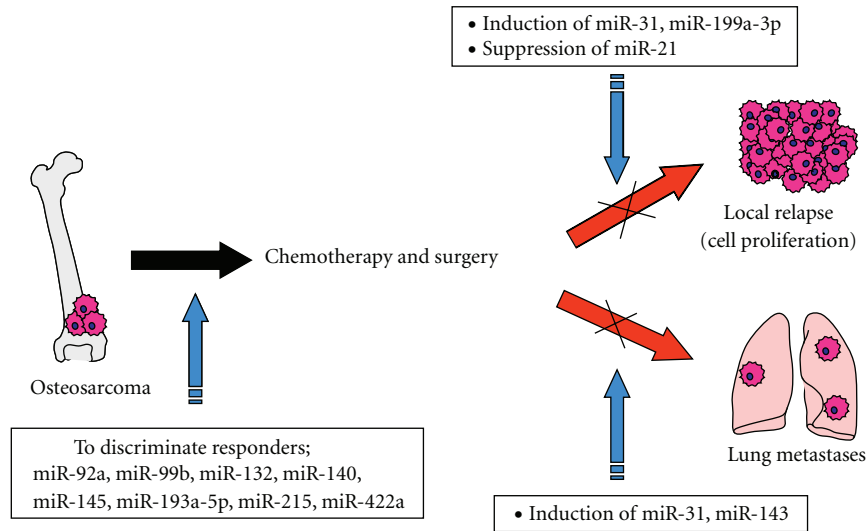 • Induction of miR-31, miR-199a-3p
• Suppression of miR-21
Local relapse
(cell proliferation)
Chemotherapy and surgery
Osteosarcoma
To discriminate responders;
miR-92a, miR-99b, miR-132, miR-140,
miR-145, miR-193a-5p, miR-215, miR-422a
Lung metastases
• Induction of miR-31, miR-143